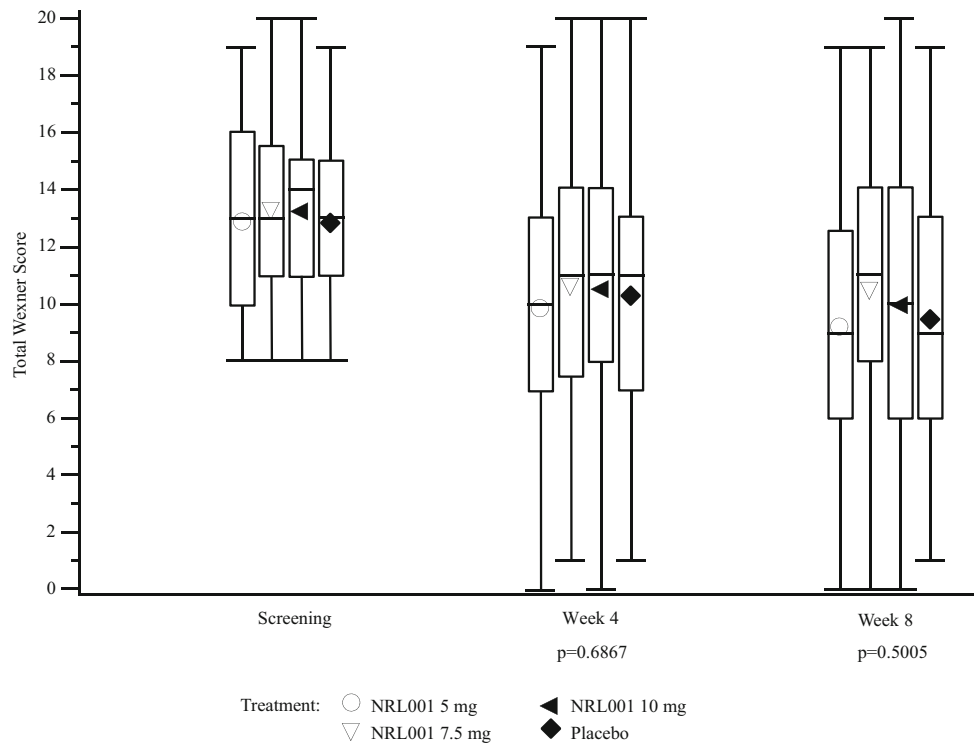 20
18
16
14
12
10
8
6
4
2
0
Total Wexner Score
Screening
Week 4
Week 8
p=0.6867
p=0.5005
Treatment:
NRL001 5 mg
NRL001 10 mg
NRL001 7.5 mg
Placebo